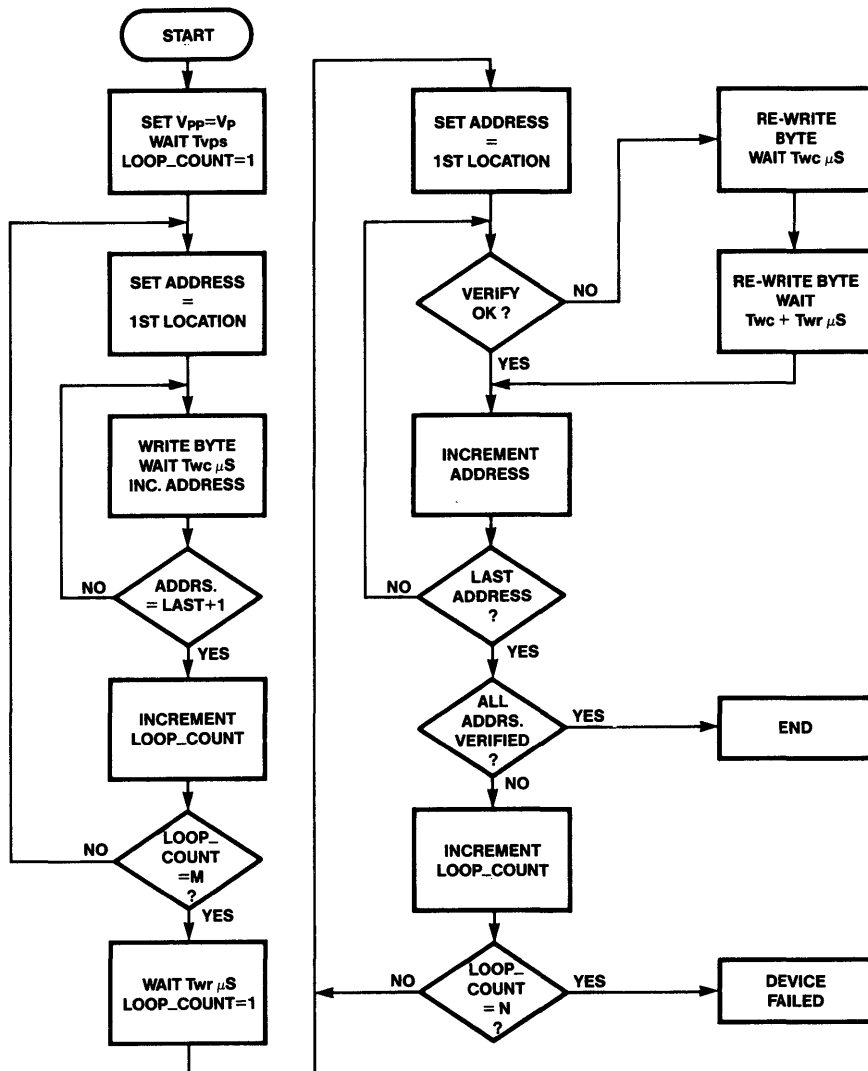 START
SET VPP=VP
WAIT Tvps
LOOP_COUNT=1
SET ADDRESS
=
1ST LOCATION
WRITE BYTE
WAIT Twc μS
INC. ADDRESS
NO
ADDRS.
= LAST+1
YES
INCREMENT
LOOP_COUNT
NO
LOOP_
COUNT
=M
?
YES
WAIT Twr μS
LOOP_COUNT=1
SET ADDRESS
=
1ST LOCATION
VERIFY
OK ?
NO
YES
RE-WRITE
BYTE
WAIT Twc μS
RE-WRITE BYTE
WAIT
Twc + Twr μS
INCREMENT
ADDRESS
NO
LAST
ADDRESS
?
YES
ALL
ADDRS.
VERIFIED
?
YES
END
NO
INCREMENT
LOOP_COUNT
NO
LOOP_
COUNT
= N
?
YES
DEVICE
FAILED